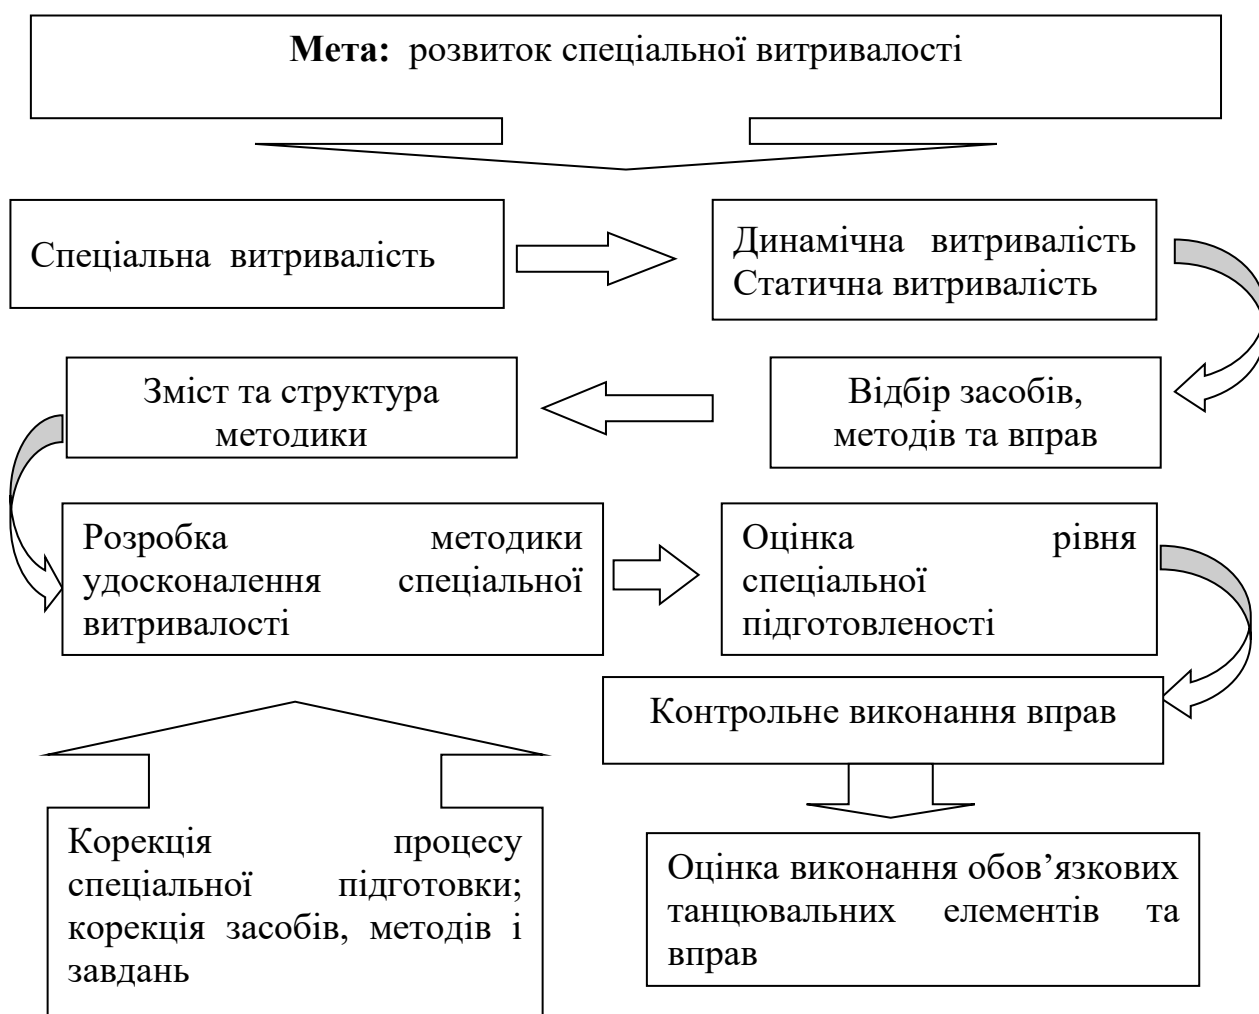 Мета: розвиток спеціальної витривалості
Спеціальна витривалість
Динамічна витривалість
Статична витривалість
Зміст та структура
методики
Відбір засобів,
методів та вправ
Розробка методики
удосконалення спеціальної
витривалості
Оцінка рівня
спеціальної
підготовленості
Контрольне виконання вправ
Корекція процесу
спеціальної підготовки;
корекція засобів, методів і
завдань
Оцінка виконання обов’язкових
танцювальних елементів та
вправ